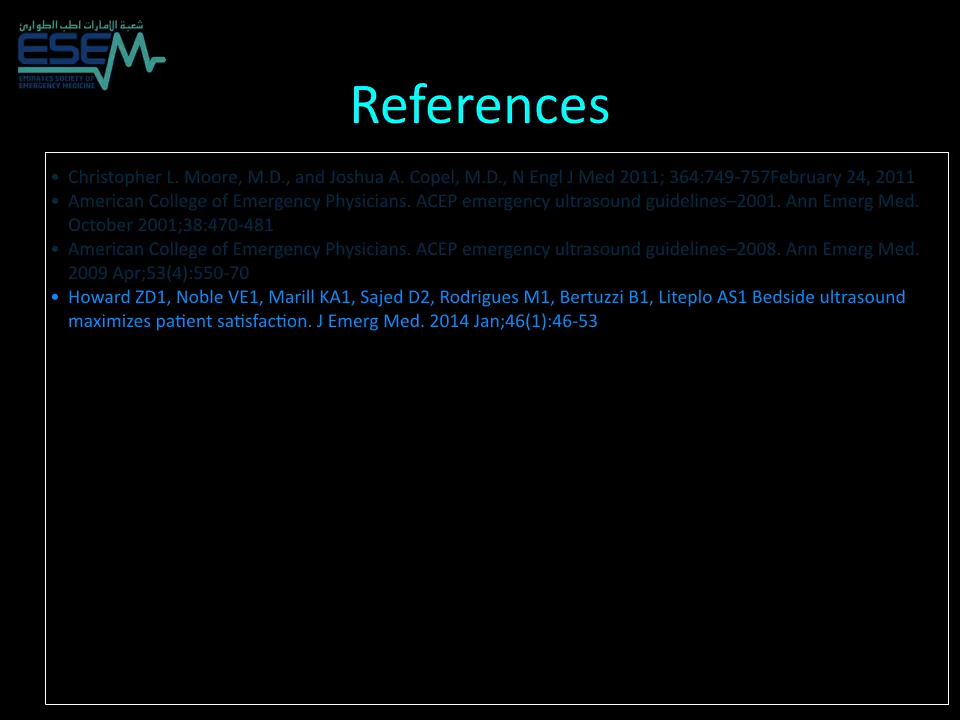 شعبة الإمارات لطب الطوارئ
ESEM
EMIRATES SOCIETY OF
EMERGENCY MEDICINE
References
• Christopher L. Moore, M.D., and Joshua A. Copel, M.D., N Engl J Med 2011; 364:749-757February 24, 2011
• American College of Emergency Physicians. ACEP emergency ultrasound guidelines–2001. Ann Emerg Med.
October 2001;38:470-481
• American College of Emergency Physicians. ACEP emergency ultrasound guidelines–2008. Ann Emerg Med.
2009 Apr;53(4):550-70
• Howard ZD1, Noble VE1, Marill KA1, Sajed D2, Rodrigues M1, Bertuzzi B1, Liteplo AS1 Bedside ultrasound
maximizes patient satisfaction. J Emerg Med. 2014 Jan;46(1):46-53